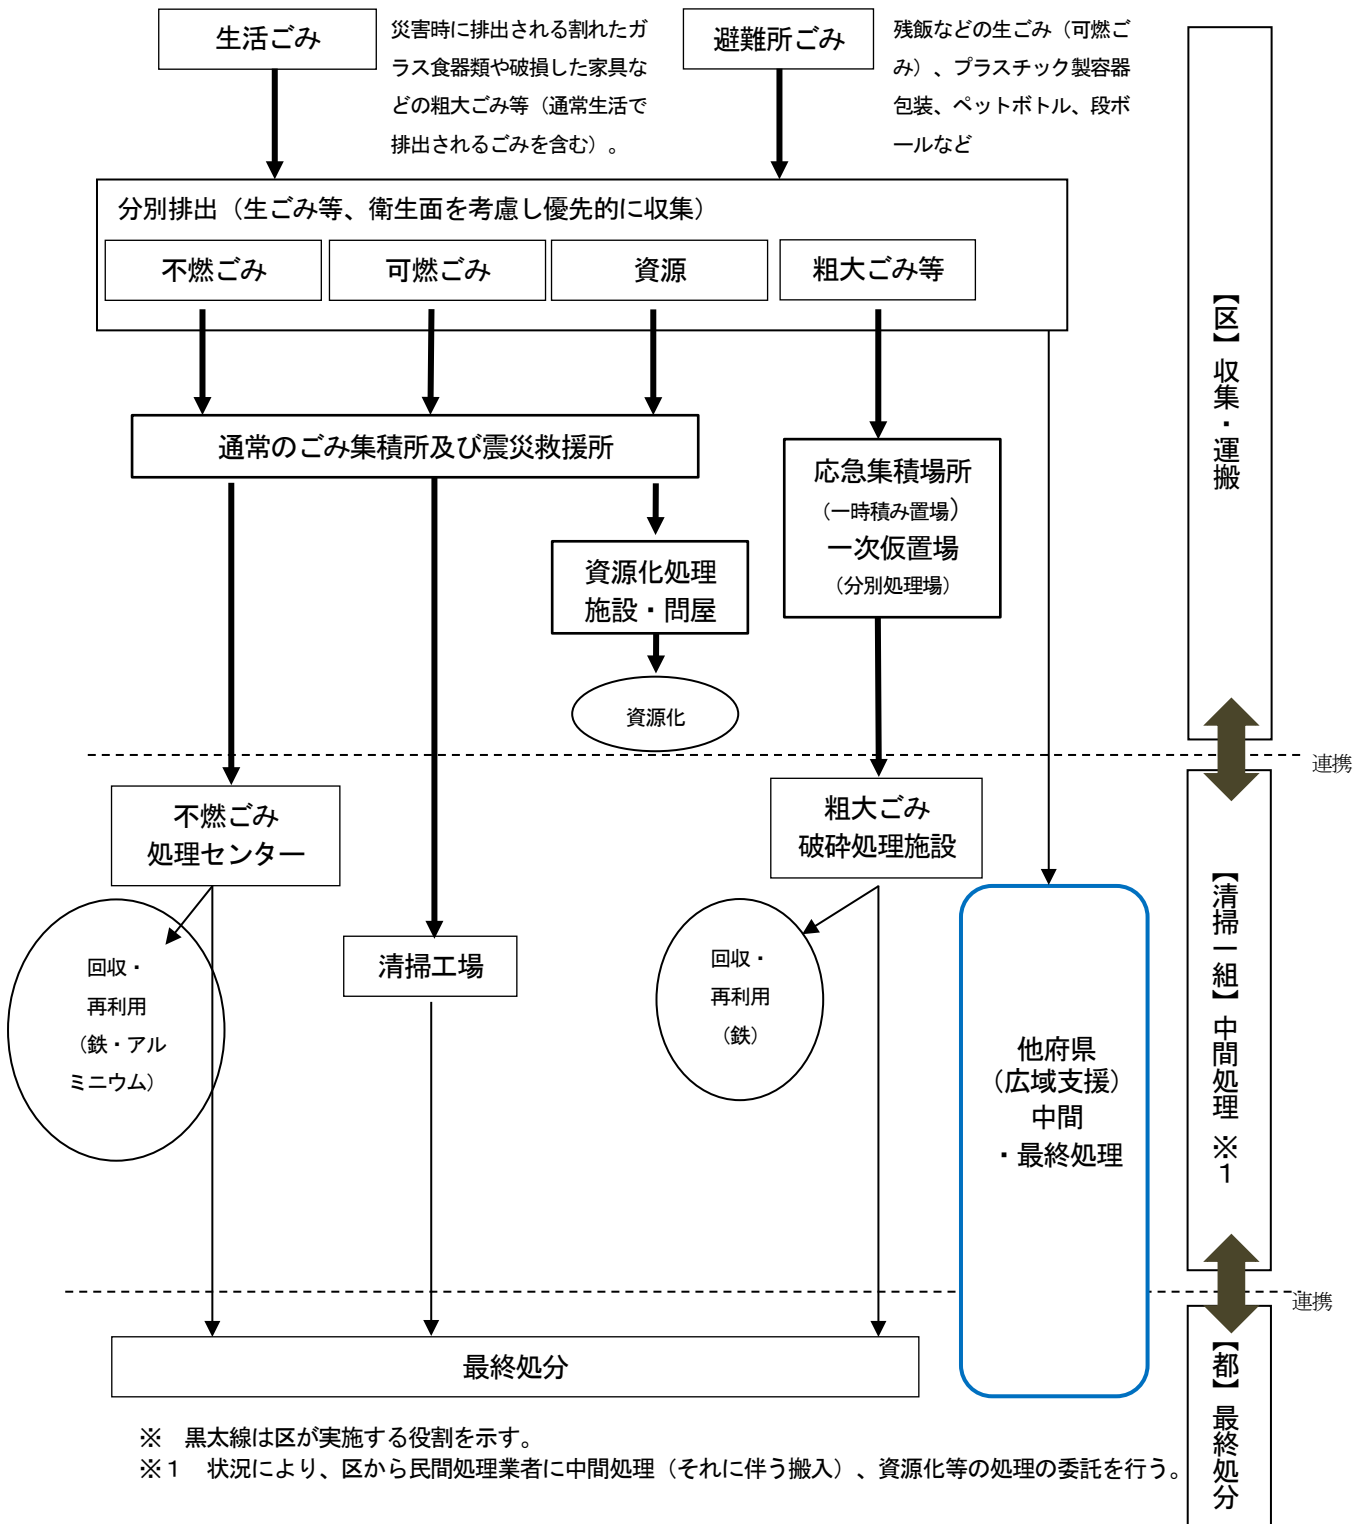 生活ごみ
災害時に排出される割れたガ
ラス食器類や破損した家具な
どの粗大ごみ等（通常生活で
排出されるごみを含む）。
避難所ごみ
残飯などの生ごみ（可燃ご
み）、プラスチック製容器
包装、ペットボトル、段ボ
ールなど
分別排出（生ごみ等、衛生面を考慮し優先的に収集）
不燃ごみ
可燃ごみ
資源
粗大ごみ等
通常のごみ集積所及び震災救援所
応急集積場所
（一時積み置場）
一次仮置場
（分別処理場）
資源化処理
施設・問屋
資源化
【区】収集・運搬
連携
不燃ごみ
処理センター
粗大ごみ
破砕処理施設
回収・
再利用
（鉄・アル
ミニウム）
清掃工場
回収・
再利用
（鉄）
他府県
（広域支援）
中間
・最終処理
【清掃一組】中間処理　※１
連携
最終処分
【都】最終処分
※　黒太線は区が実施する役割を示す。
※１　状況により、区から民間処理業者に中間処理（それに伴う搬入）、資源化等の処理の委託を行う。